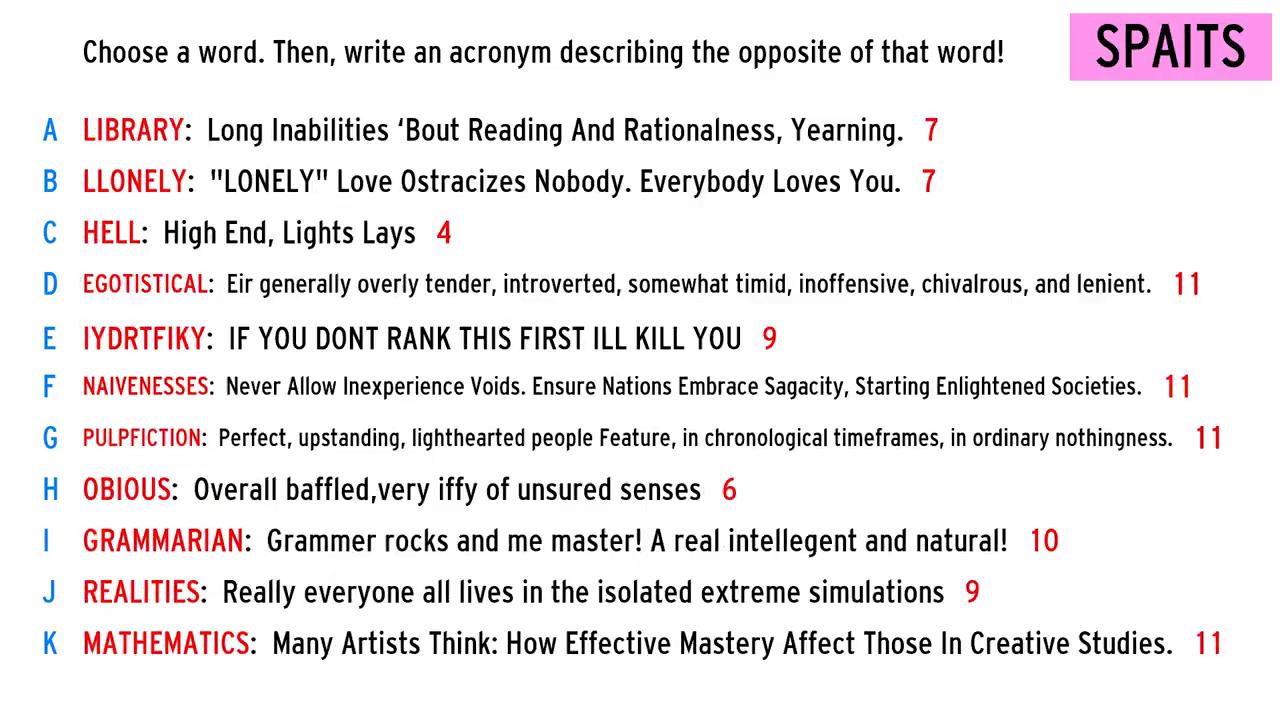 Choose a word. Then, write an acronym describing the opposite of that word!
SPAITS
A LIBRARY: Long Inabilities ‘Bout Reading And Rationalness, Yearning. 7
B LLONELY: "LONELY" Love Ostracizes Nobody. Everybody Loves You. 7
C HELL: High End, Lights Lays 4
D EGOTISTICAL: Eir generally overly tender, introverted, somewhat timid, inoffensive, chivalrous, and lenient. 11
E IYDRTFIKY: IF YOU DONT RANK THIS FIRST ILL KILL YOU 9
F NAIVENESSES: Never Allow Inexperience Voids. Ensure Nations Embrace Sagacity, Starting Enlightened Societies. 11
G PULPFICTION: Perfect, upstanding, lighthearted people Feature, in chronological timeframes, in ordinary nothingness. 11
H OBIOUS: Overall baffled,very iffy of unsured senses 6
I GRAMMARIAN: Grammer rocks and me master! A real intellegent and natural! 10
J REALITIES: Really everyone all lives in the isolated extreme simulations 9
K MATHEMATICS: Many Artists Think: How Effective Mastery Affect Those In Creative Studies. 11